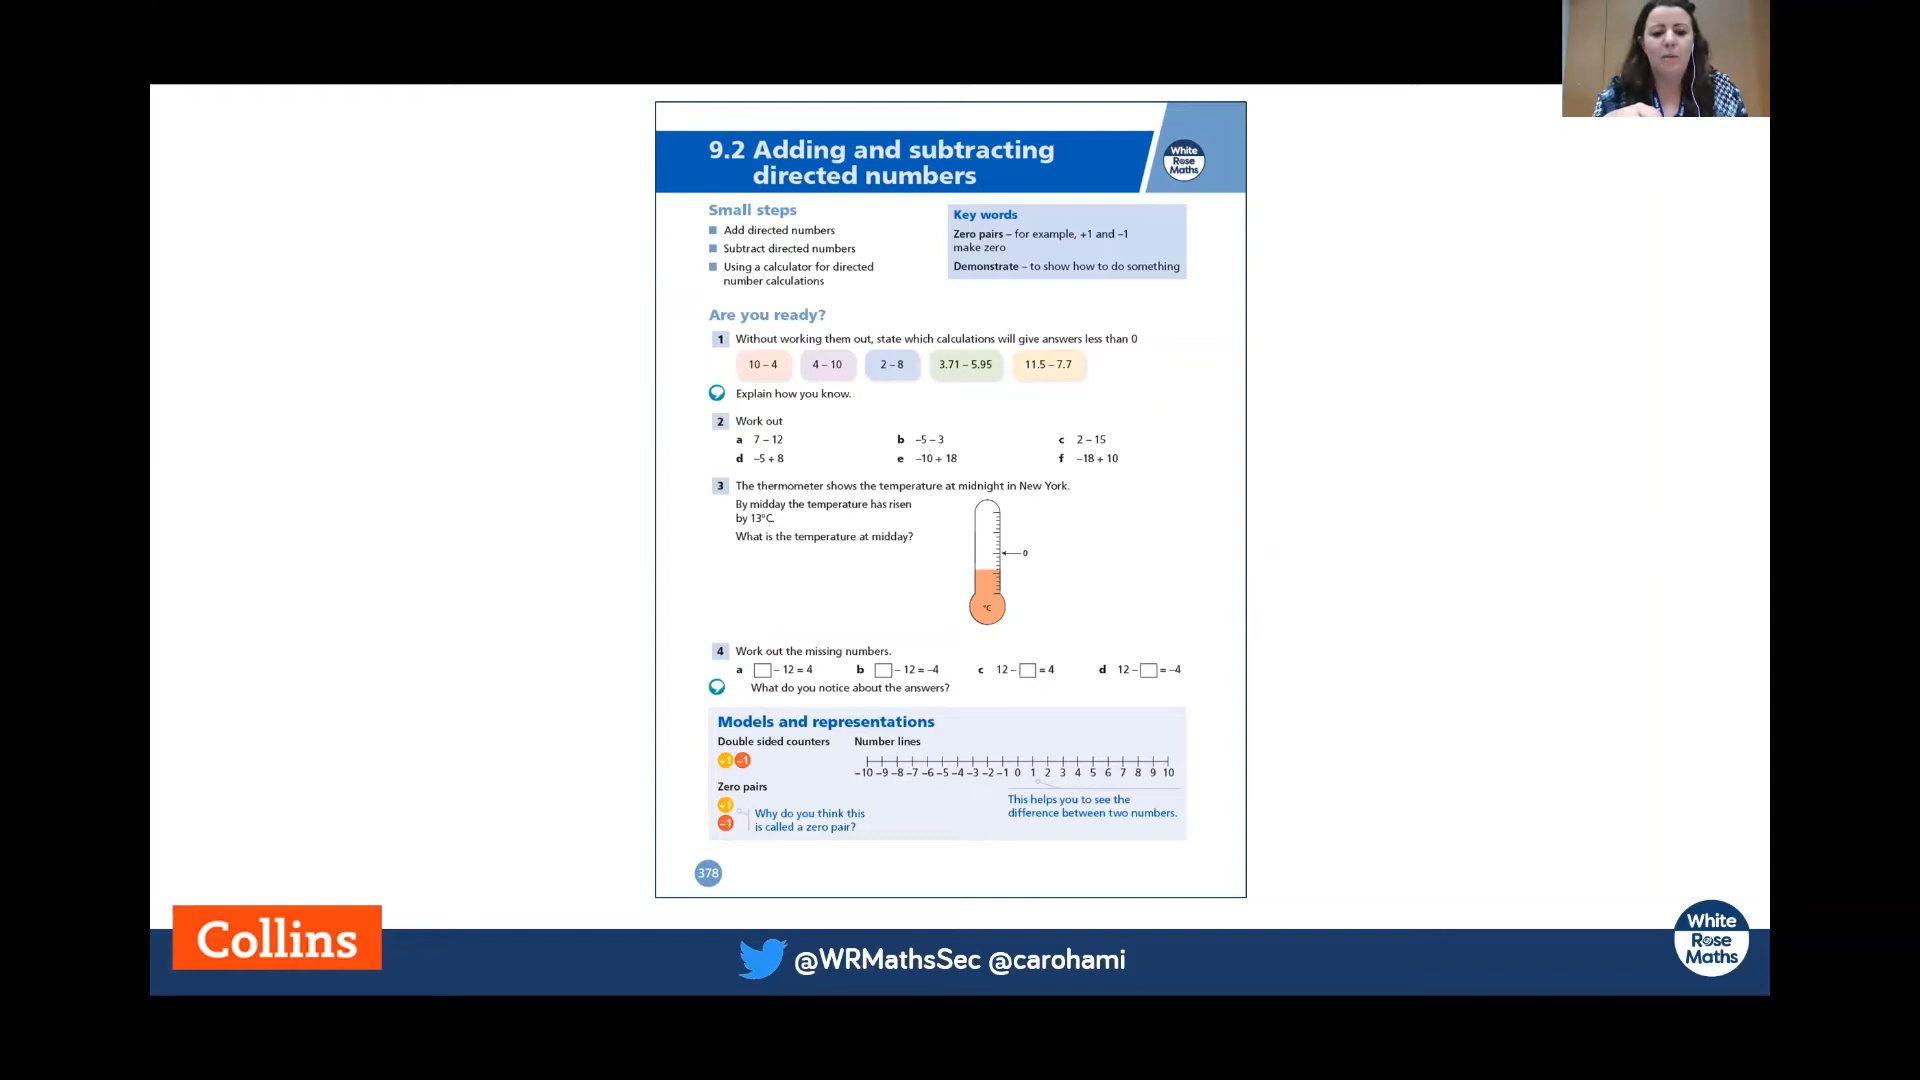 9.2 Adding and subtracting
directed numbers
White
Rose
Maths
Small steps
Add directed numbers
Subtract directed numbers
Using a calculator for directed
number calculations
Key words
Zero pairs – for example, +1 and –1
make zero
Demonstrate – to show how to do something
Are you ready?
1 Without working them out, state which calculations will give answers less than 0
10 – 4 4 – 10 2 – 8 3.71 – 5.95 11.5 – 7.7
Explain how you know.
2 Work out
a 7 – 12 b –5 – 3 c 2 – 15
d –5 + 8 e –10 + 18 f –18 + 10
3 The thermometer shows the temperature at midnight in New York.
By midday the temperature has risen
by 13°C.
What is the temperature at midday?
0
°C
4 Work out the missing numbers.
a – 12 = 4 b – 12 = –4 c 12 – = 4 d 12 – = –4
What do you notice about the answers?
Models and representations
Double sided counters Number lines
+1 –1
–10 –9 –8 –7 –6 –5 –4 –3 –2 –1 0 1 2 3 4 5 6 7 8 9 10
Zero pairs
+1
–1
Why do you think this
is called a zero pair?
This helps you to see the
difference between two numbers.
378
Collins
@WRMathsSec @carohami
White
Rose
Maths